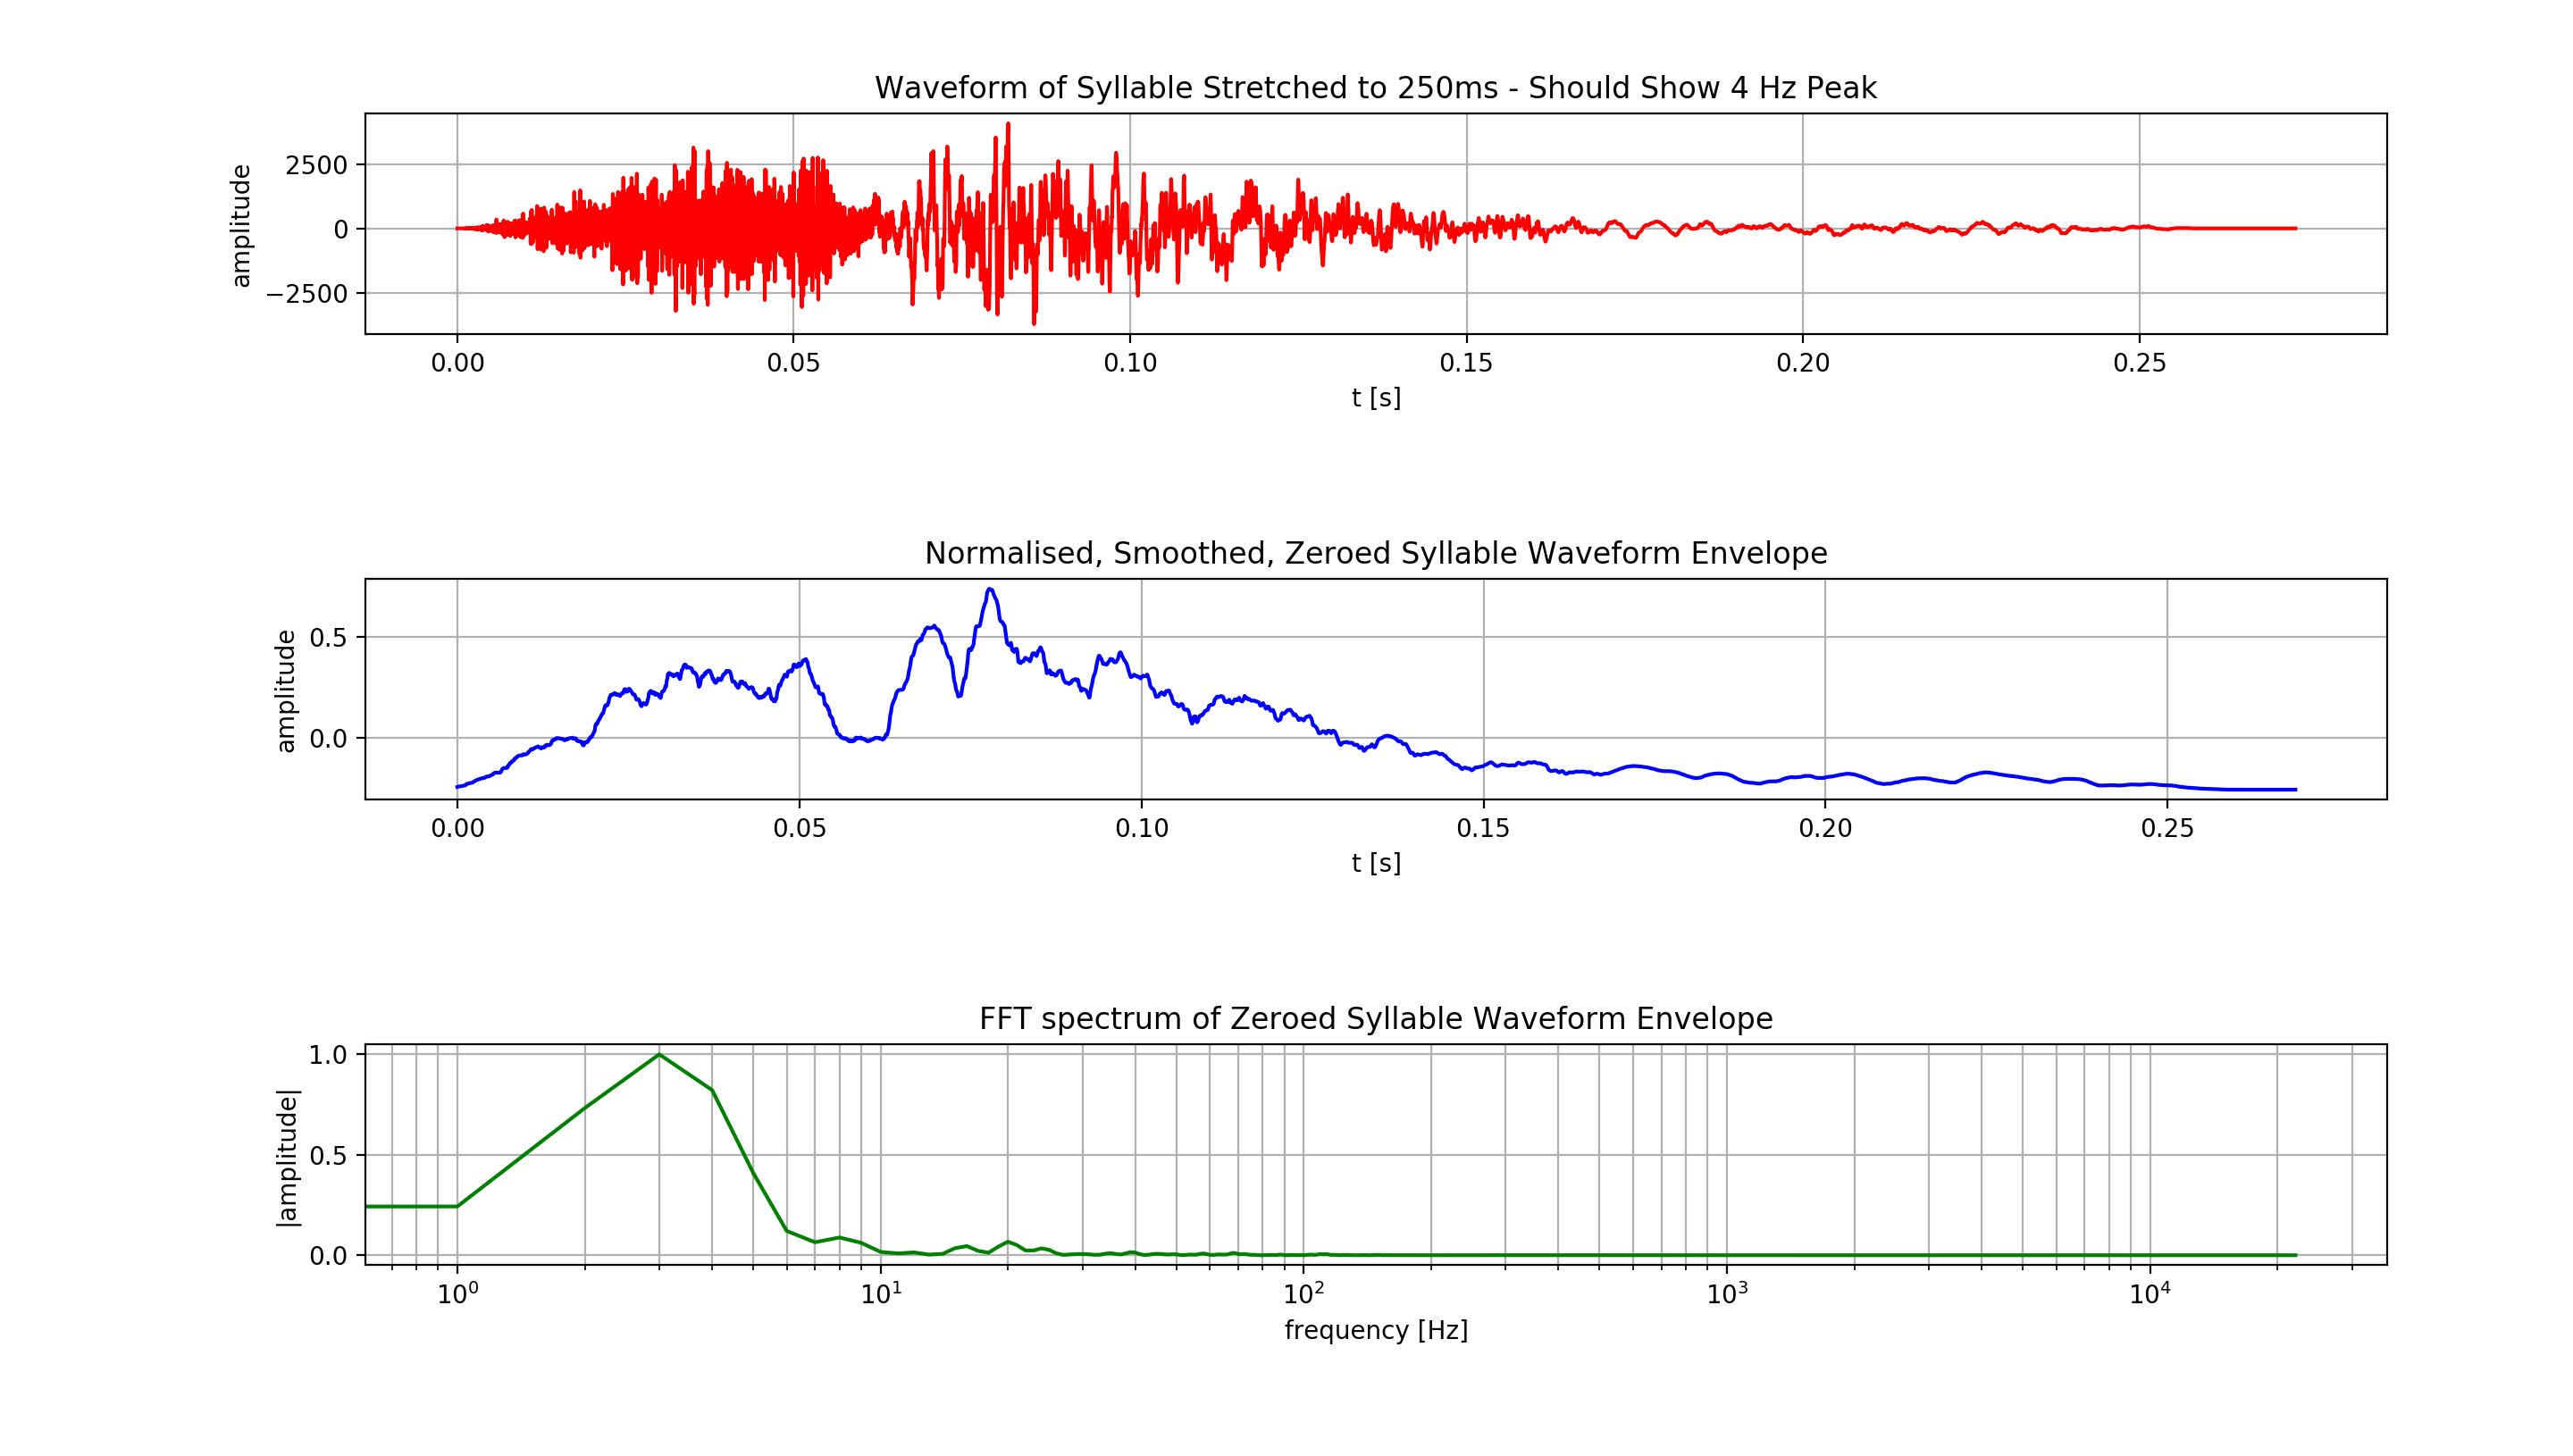 Waveform of Syllable Stretched to 250ms - Should Show 4 Hz Peak
amplitude
2500
0
−2500
0.00 0.05 0.10 0.15 0.20 0.25
t [s]
Normalised, Smoothed, Zeroed Syllable Waveform Envelope
amplitude
0.5
0.0
0.00 0.05 0.10 0.15 0.20 0.25
t [s]
FFT spectrum of Zeroed Syllable Waveform Envelope
|amplitude|
1.0
0.5
0.0
10⁰ 10¹ 10² 10³ 10⁴
frequency [Hz]